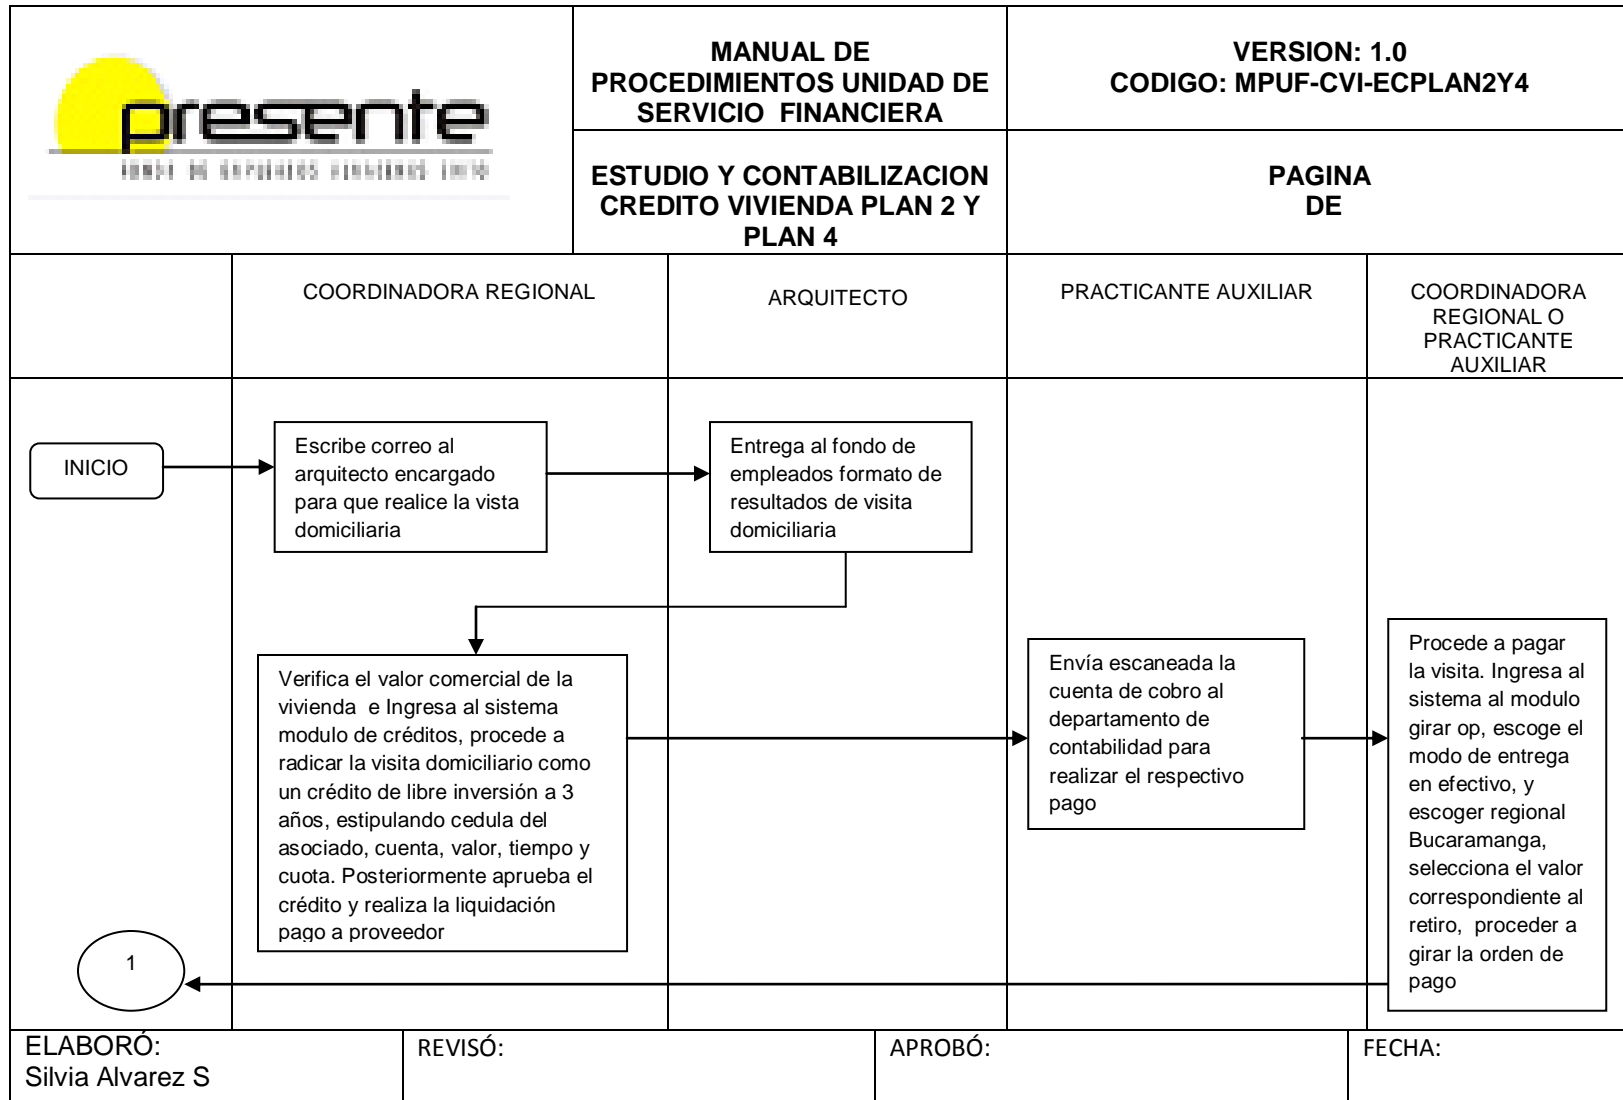 presente
MANUAL DE
PROCEDIMIENTOS UNIDAD DE
SERVICIO FINANCIERA
VERSION: 1.0
CODIGO: MPUF-CVI-ECPLAN2Y4
ESTUDIO Y CONTABILIZACION
CREDITO VIVIENDA PLAN 2 Y
PLAN 4
PAGINA
DE
COORDINADORA REGIONAL
ARQUITECTO
PRACTICANTE AUXILIAR
COORDINADORA
REGIONAL O
PRACTICANTE
AUXILIAR
INICIO
Escribe correo al
arquitecto encargado
para que realice la vista
domiciliaria
Entrega al fondo de
empleados formato de
resultados de visita
domiciliaria
Verifica el valor comercial de la
vivienda e Ingresa al sistema
modulo de créditos, procede a
radicar la visita domiciliario como
un crédito de libre inversión a 3
años, estipulando cedula del
asociado, cuenta, valor, tiempo y
cuota. Posteriormente aprueba el
crédito y realiza la liquidación
pago a proveedor
Envía escaneada la
cuenta de cobro al
departamento de
contabilidad para
realizar el respectivo
pago
Procede a pagar
la visita. Ingresa al
sistema al modulo
girar op, escoge el
modo de entrega
en efectivo, y
escoger regional
Bucaramanga,
selecciona el valor
correspondiente al
retiro, proceder a
girar la orden de
pago
1
ELABORÓ:
Silvia Alvarez S
REVISÓ:
APROBÓ:
FECHA: